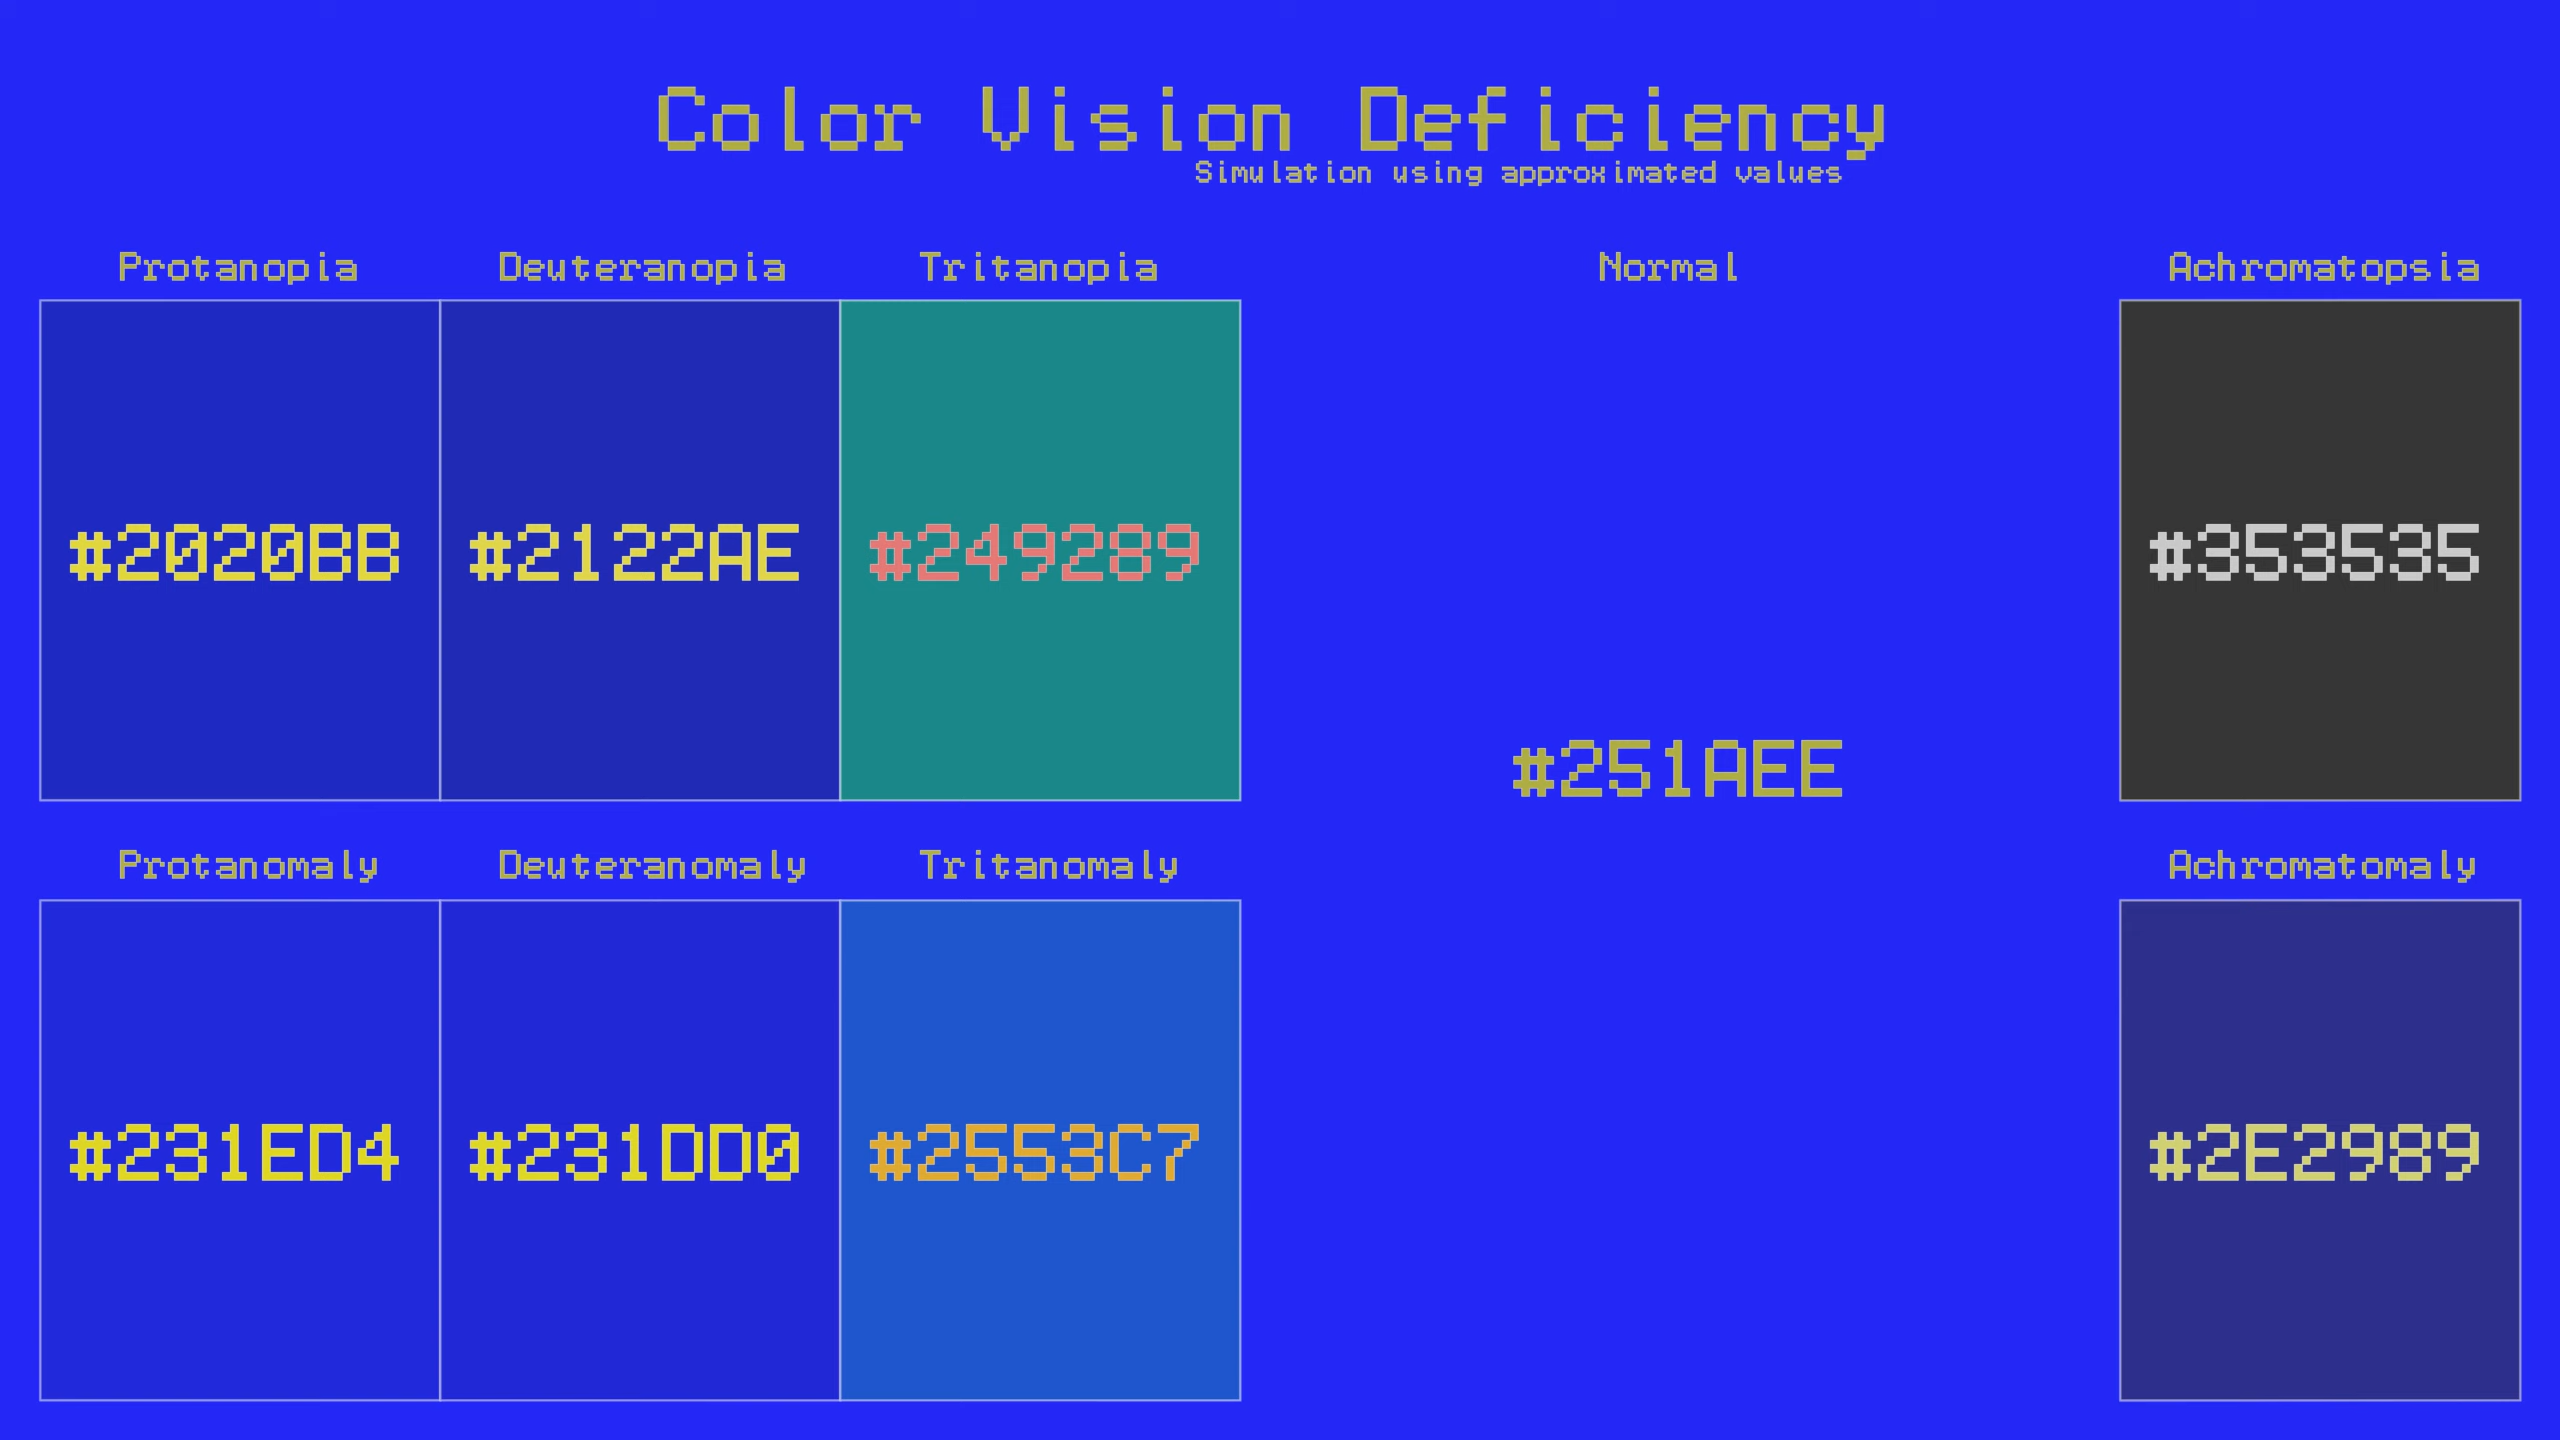 Color Vision Deficiency
Simulation using approximated values
Protanopia Deuteranopia Tritanopia Normal Achromatopsia
#2020BB #2122AE #249289 #353535
#251AEE
Protanomaly Deuteranomaly Tritanomaly Achromatomaly
#231ED4 #231DD0 #2553C7 #2E2989